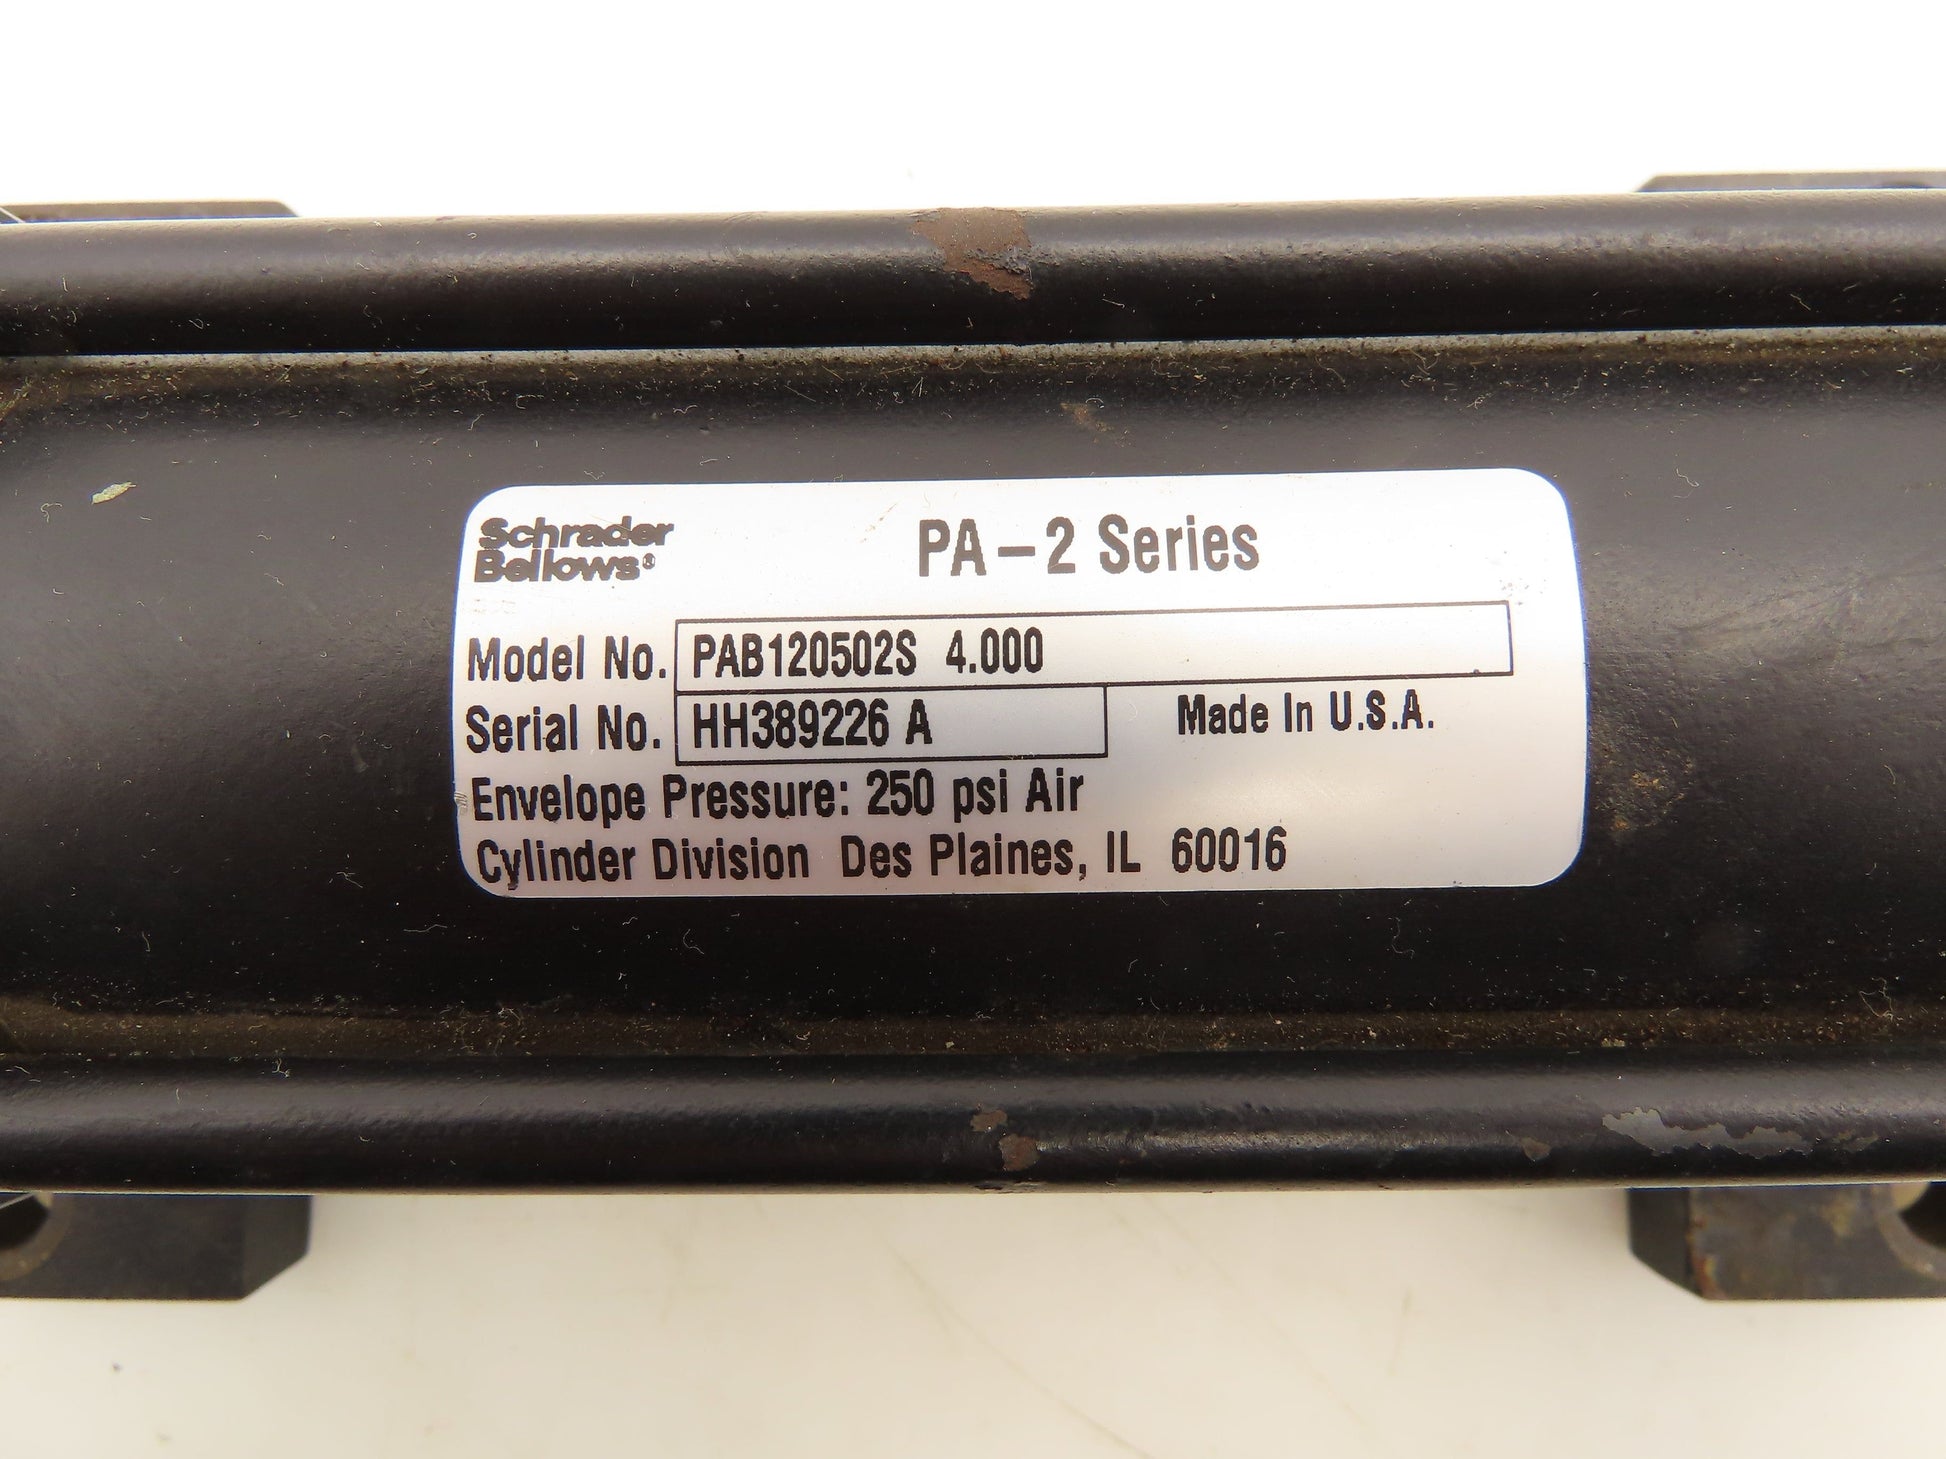 Schrader
Bellows®
PA-2 Series
Model No. PAB120502S 4.000
Serial No. HH389226 A
Made In U.S.A.
Envelope Pressure: 250 psi Air
Cylinder Division Des Plaines, IL 60016